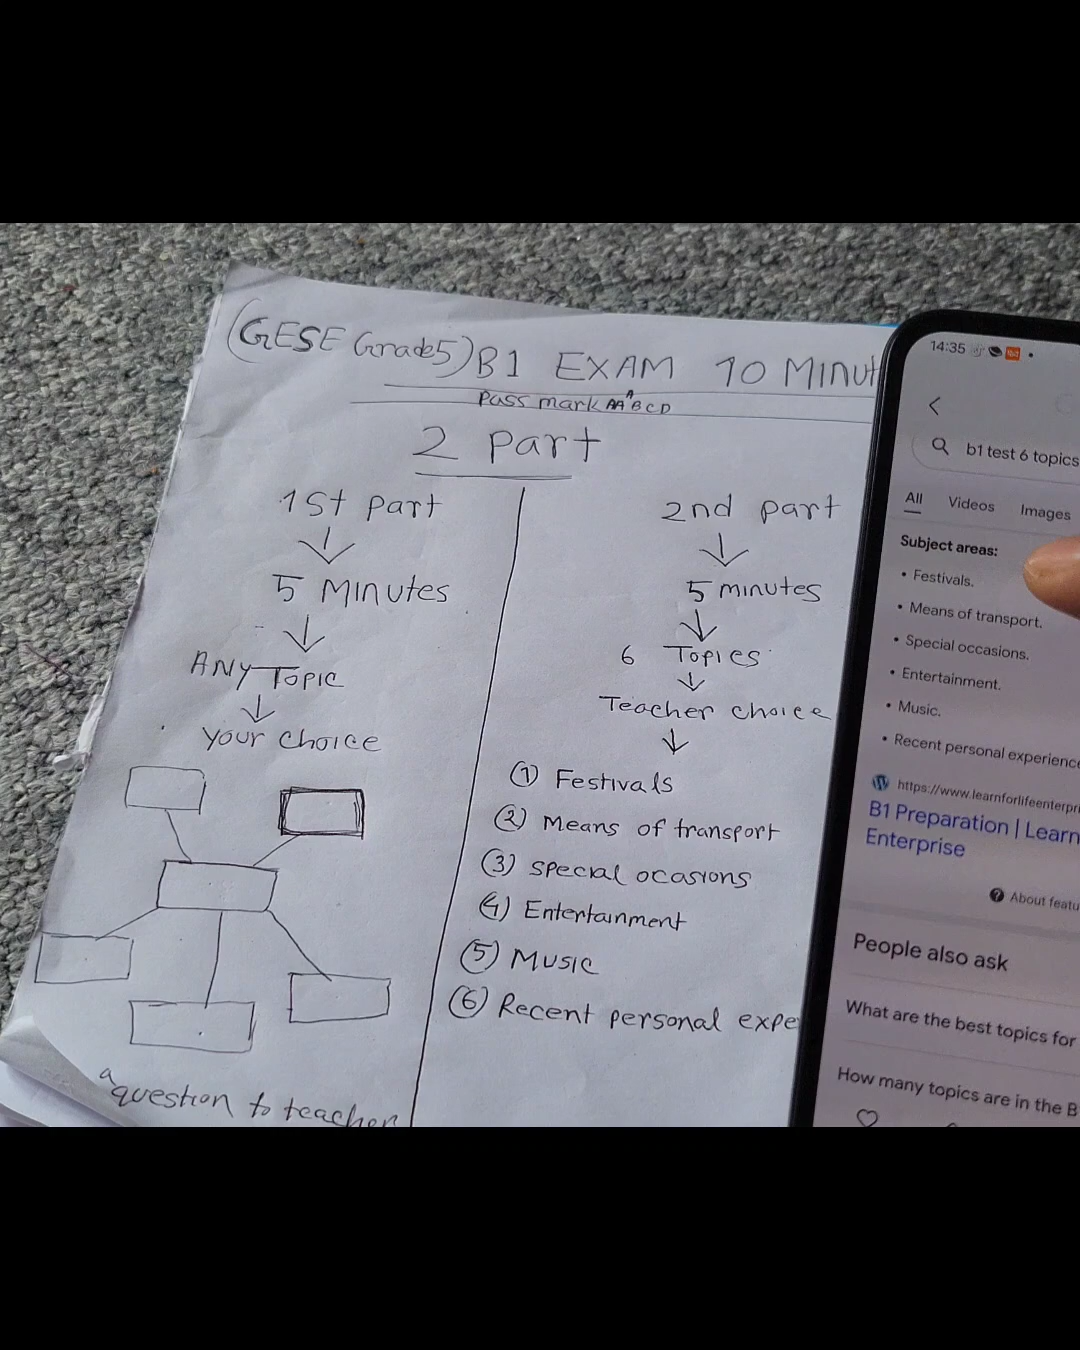 (GESE Grade5) B1 EXAM 10 MINUT
Pass mark AA A B C D
2 part
1st part
5 MINUTES
ANY TOPIC
your choice
a question to teacher
2nd part
5 minutes
6 Topics
Teacher choice
① Festivals
② Means of transport
③ special ocasions
④ Entertainment
⑤ MUSIC
⑥ Recent personal expe
14:35
b1 test 6 topics
All Videos Images
Subject areas:
• Festivals.
• Means of transport.
• Special occasions.
• Entertainment.
• Music.
• Recent personal experience
https://www.learnforlifeenterpri
B1 Preparation | Learn
Enterprise
About featu
People also ask
What are the best topics for
How many topics are in the B